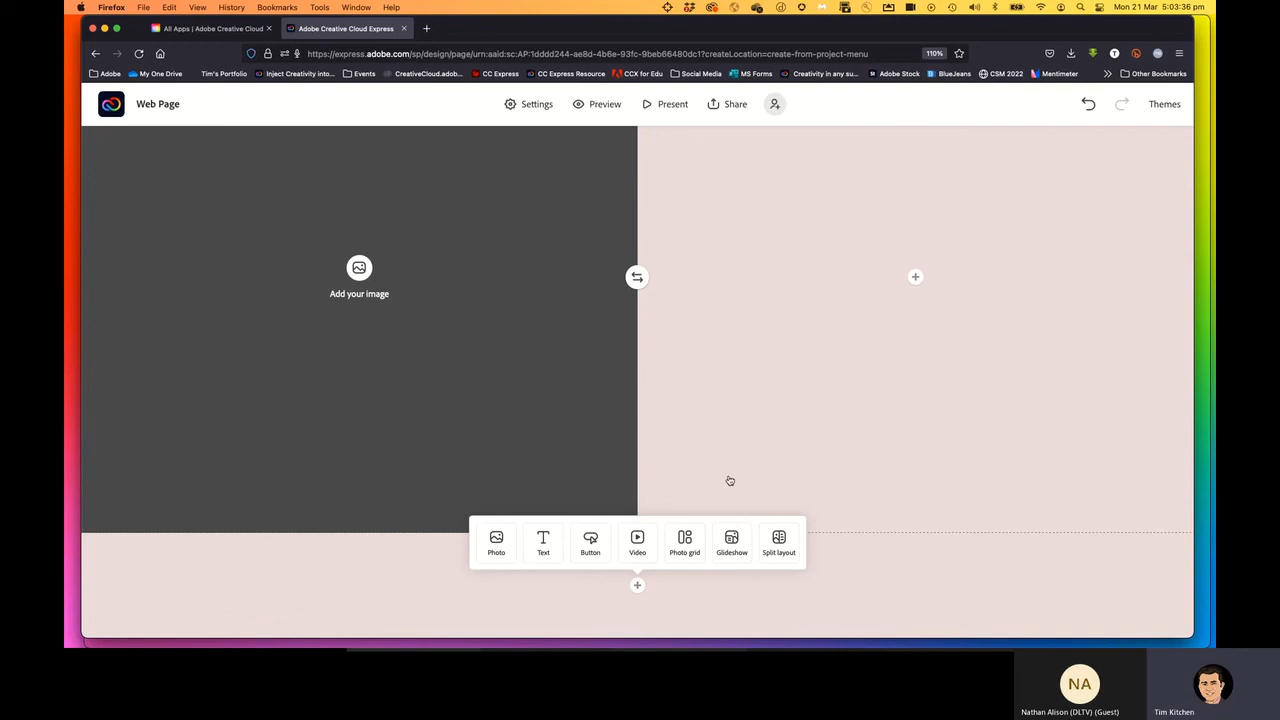 Firefox File Edit View History Bookmarks Tools Window Help Mon 21 Mar 5:03:36 pm
All Apps | Adobe Creative Cloud Adobe Creative Cloud Express
https://express.adobe.com/sp/design/page/urn:aaid:sc:AP:1dddd244-ae8d-4b6e-93fc-9beb66480dc1?createLocation=create-from-project-menu 110%
Adobe My One Drive Tim's Portfolio Inject Creativity into... Events CreativeCloud.adob... CC Express CC Express Resource CCX for Edu Social Media MS Forms Creativity in any su... Adobe Stock BlueJeans CSM 2022 Mentimeter Other Bookmarks
Web Page Settings Preview Present Share Themes
Add your image
Photo Text Button Video Photo grid Glideshow Split layout
NA
Nathan Alison (DLTV) (Guest) Tim Kitchen